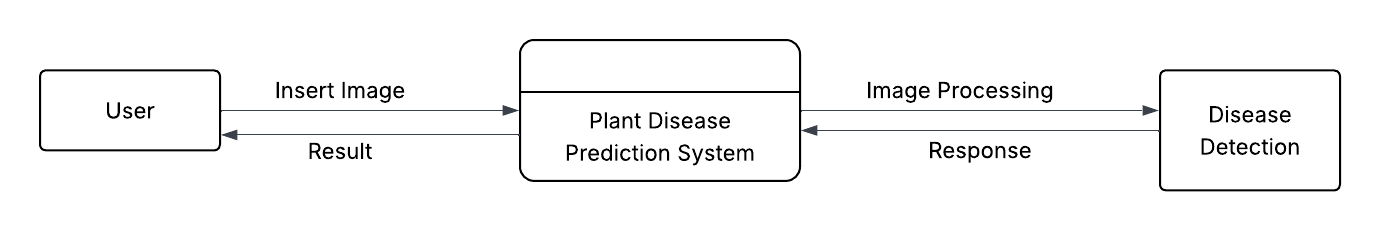 User
Insert Image
Result
Plant Disease
Prediction System
Image Processing
Response
Disease
Detection